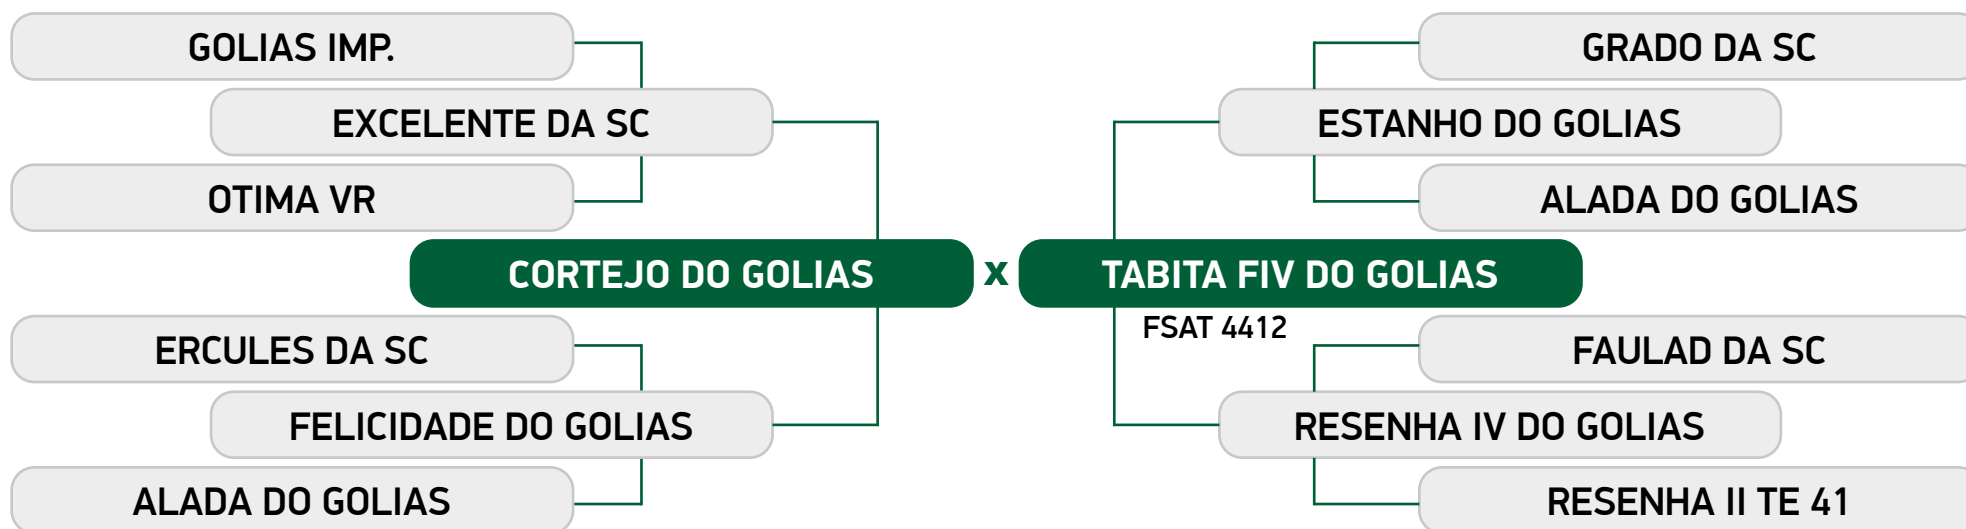 GOLIAS IMP.
GRADO DA SC
EXCELENTE DA SC
ESTANHO DO GOLIAS
OTIMA VR
ALADA DO GOLIAS
CORTEJO DO GOLIAS x TABITA FIV DO GOLIAS
FSAT 4412
ERCULES DA SC
FAULAD DA SC
FELICIDADE DO GOLIAS
RESENHA IV DO GOLIAS
ALADA DO GOLIAS
RESENHA II TE 41